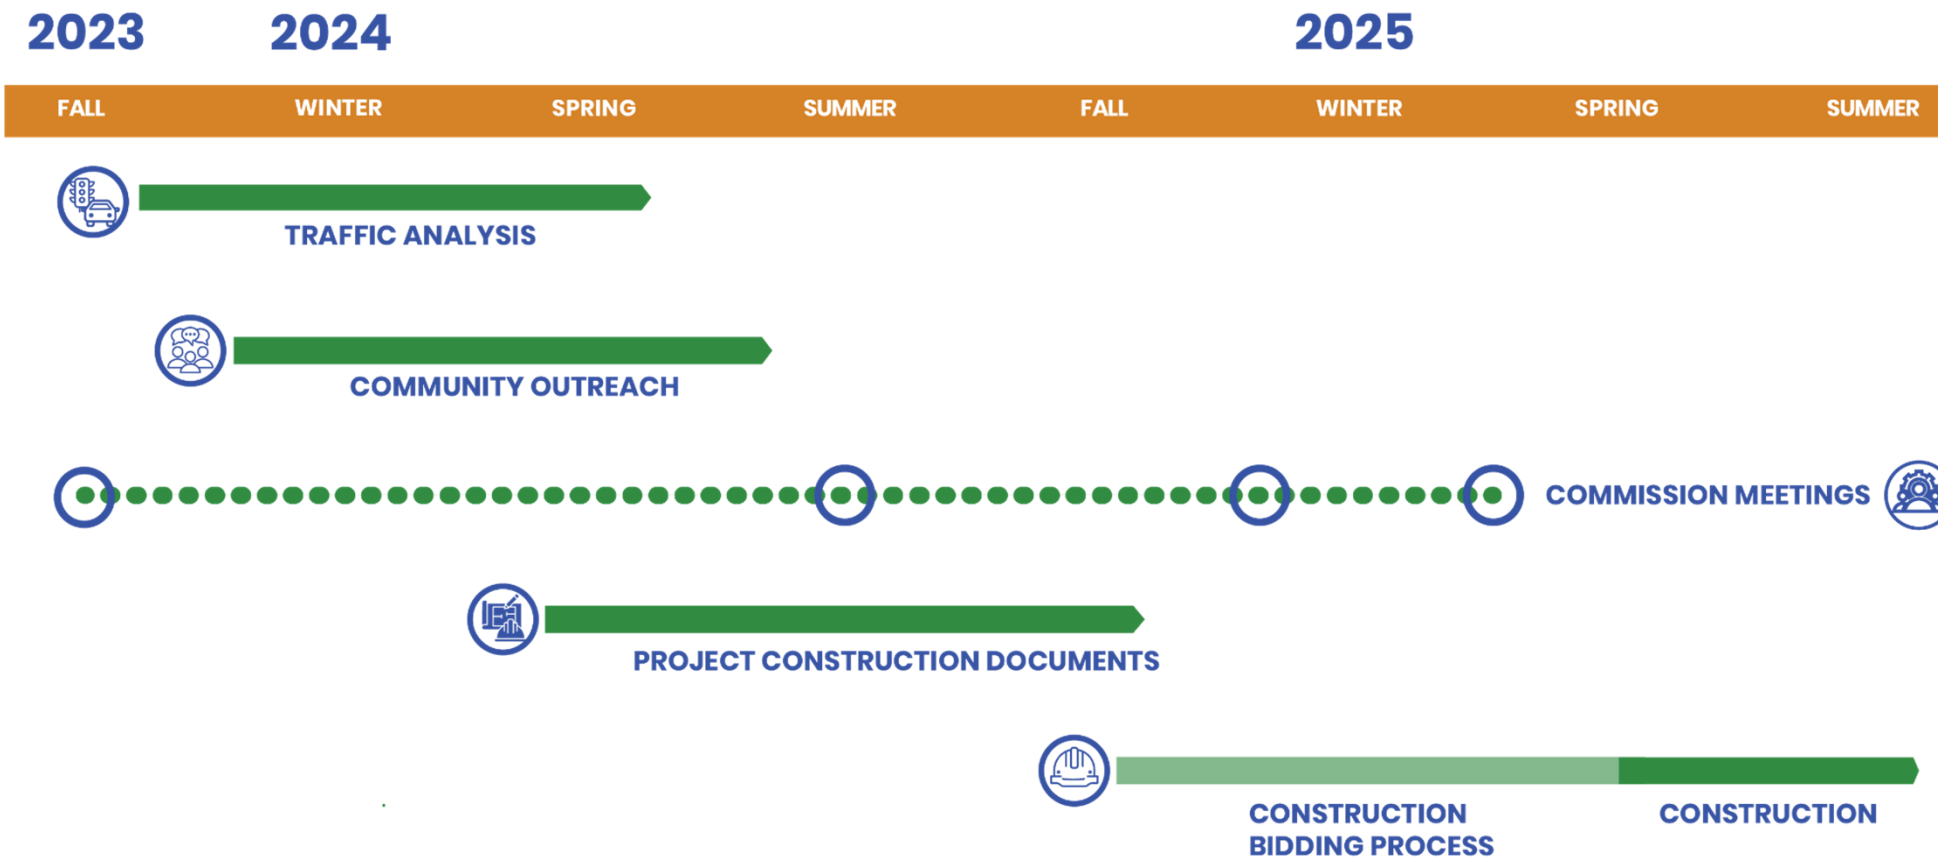 2023 2024 2025
FALL WINTER SPRING SUMMER FALL WINTER SPRING SUMMER
TRAFFIC ANALYSIS
COMMUNITY OUTREACH
COMMISSION MEETINGS
PROJECT CONSTRUCTION DOCUMENTS
CONSTRUCTION
BIDDING PROCESS
CONSTRUCTION